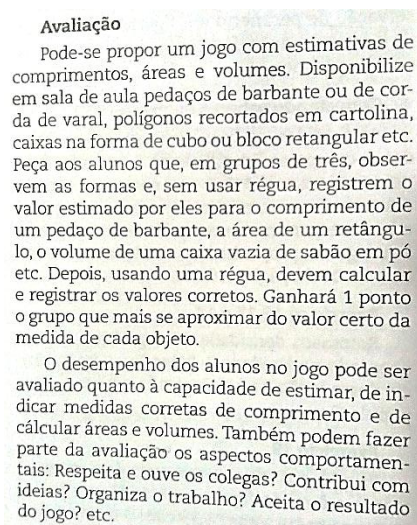 Avaliação
Pode-se propor um jogo com estimativas de
comprimentos, áreas e volumes. Disponibilize
em sala de aula pedaços de barbante ou de cor-
da de varal, polígonos recortados em cartolina,
caixas na forma de cubo ou bloco retangular etc.
Peça aos alunos que, em grupos de três, obser-
vem as formas e, sem usar régua, registrem o
valor estimado por eles para o comprimento de
um pedaço de barbante, a área de um retângu-
lo, o volume de uma caixa vazia de sabão em pó
etc. Depois, usando uma régua, devem calcular
e registrar os valores corretos. Ganhará 1 ponto
o grupo que mais se aproximar do valor certo da
medida de cada objeto.
O desempenho dos alunos no jogo pode ser
avaliado quanto à capacidade de estimar, de in-
dicar medidas corretas de comprimento e de
cálcular áreas e volumes. Também podem fazer
parte da avaliação os aspectos comportamen-
tais: Respeita e ouve os colegas? Contribui com
ideias? Organiza o trabalho? Aceita o resultado
do jogo? etc.